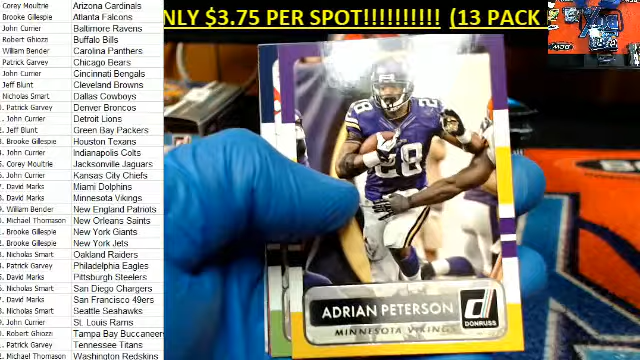 NLY $3.75 PER SPOT!!!!!!!!!! (13 PACK
Corey Moultrie Arizona Cardinals
Brooke Gillespie Atlanta Falcons
John Currier Baltimore Ravens
Robert Ghiozzi Buffalo Bills
William Bender Carolina Panthers
Patrick Garvey Chicago Bears
John Currier Cincinnati Bengals
Jeff Blunt Cleveland Browns
Nicholas Smart Dallas Cowboys
Patrick Garvey Denver Broncos
John Currier Detroit Lions
Jeff Blunt Green Bay Packers
Brooke Gillespie Houston Texans
John Currier Indianapolis Colts
Corey Moultrie Jacksonville Jaguars
John Currier Kansas City Chiefs
David Marks Miami Dolphins
David Marks Minnesota Vikings
William Bender New England Patriots
Michael Thomason New Orleans Saints
Brooke Gillespie New York Giants
Brooke Gillespie New York Jets
Nicholas Smart Oakland Raiders
Patrick Garvey Philadelphia Eagles
David Marks Pittsburgh Steelers
Nicholas Smart San Diego Chargers
David Marks San Francisco 49ers
Nicholas Smart Seattle Seahawks
John Currier St. Louis Rams
Robert Ghiozzi Tampa Bay Buccaneers
Patrick Garvey Tennessee Titans
Michael Thomason Washington Redskins
28 28
28
ADRIAN PETERSON
MINNESOTA VIKINGS
DONRUSS